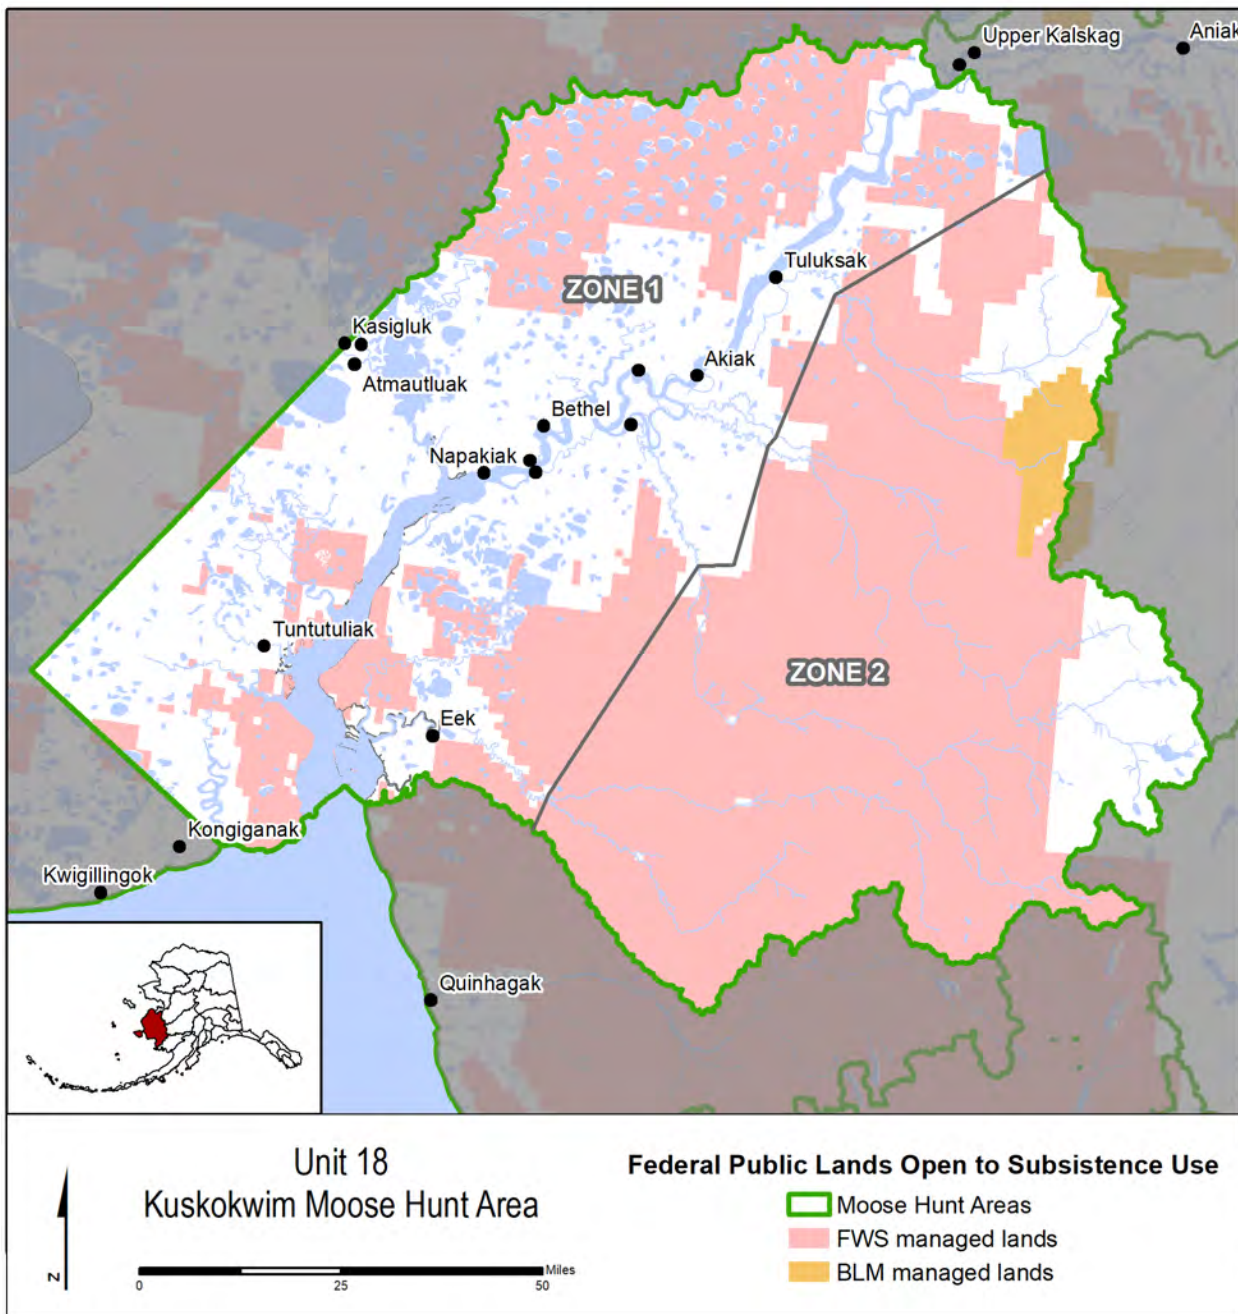 Upper Kalskag
Aniak
Tuluksak
ZONE 1
Kasigluk
Akiak
Atmautluak
Bethel
Napakiak
Tuntutuliak
ZONE 2
Eek
Kongiganak
Kwigillingok
Quinhagak
Unit 18
Kuskokwim Moose Hunt Area
N
Miles
0 25 50
Federal Public Lands Open to Subsistence Use
Moose Hunt Areas
FWS managed lands
BLM managed lands